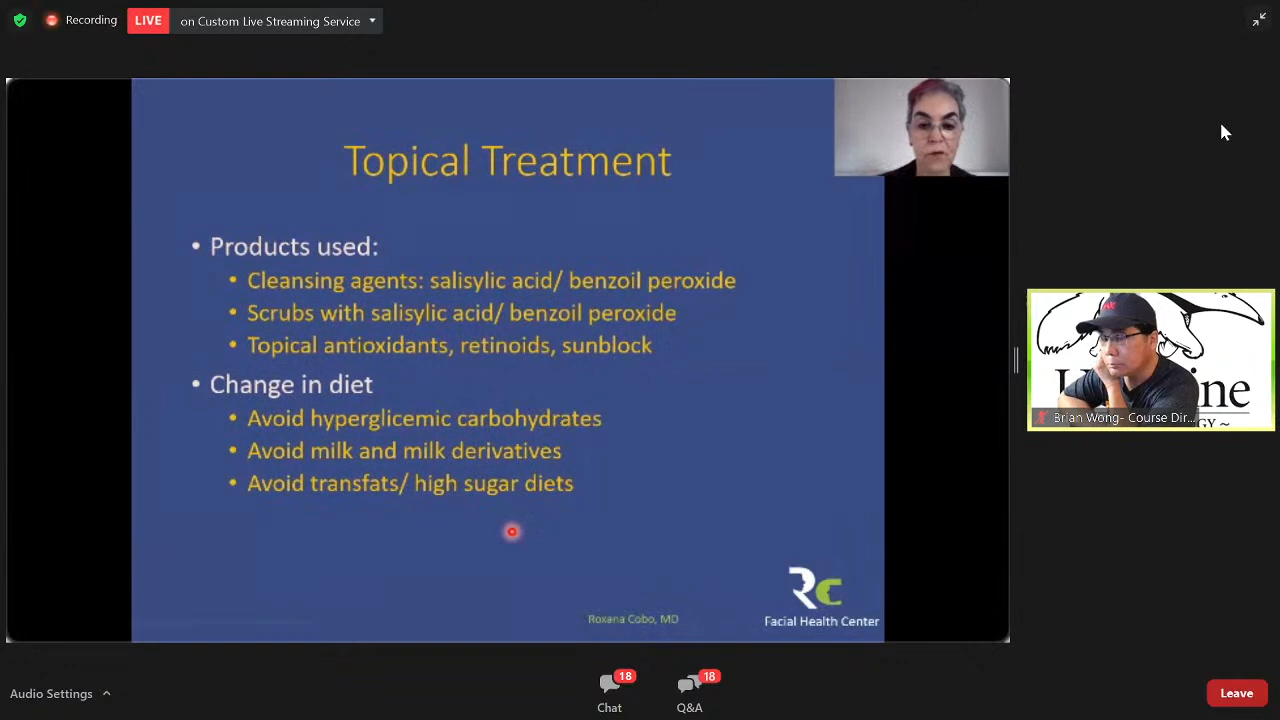 Recording
LIVE
on Custom Live Streaming Service
Topical Treatment
• Products used:
• Cleansing agents: salisylic acid/ benzoil peroxide
• Scrubs with salisylic acid/ benzoil peroxide
• Topical antioxidants, retinoids, sunblock
• Change in diet
• Avoid hyperglicemic carbohydrates
• Avoid milk and milk derivatives
• Avoid transfats/ high sugar diets
Roxana Cobo, MD
RC
Facial Health Center
Brian Wong- Course Dir...
Audio Settings
18
Chat
18
Q&A
Leave